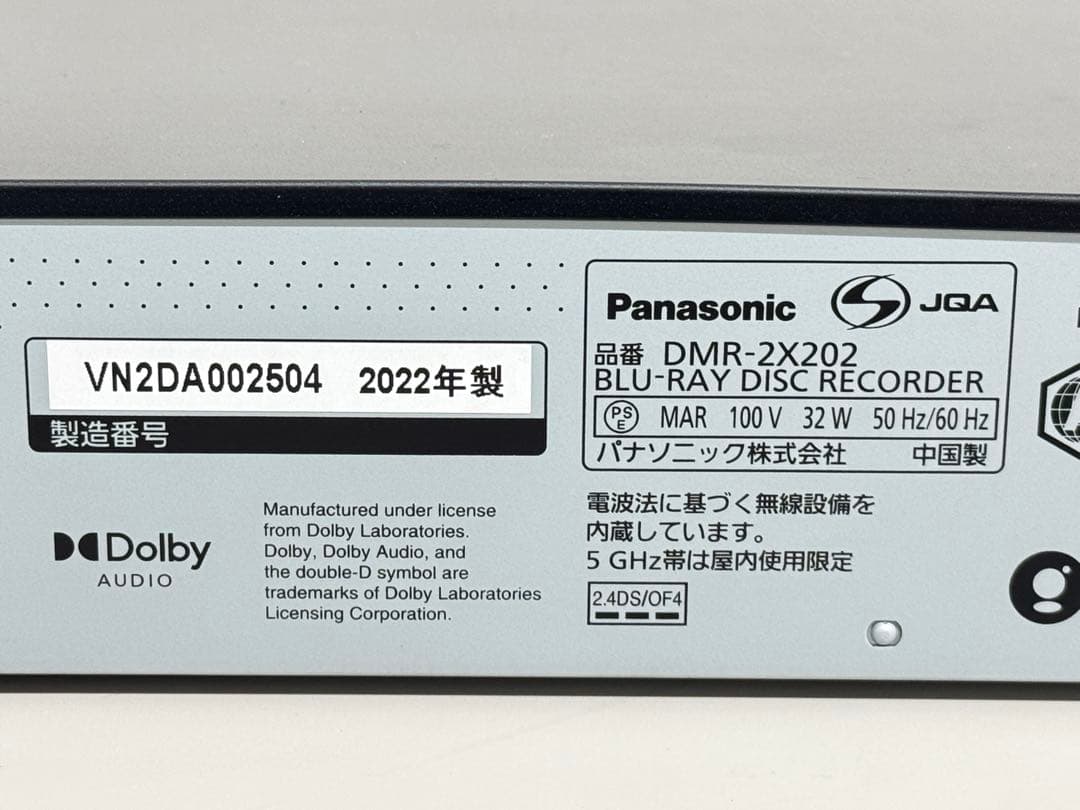 VN2DA002504 2022年製
製造番号
Dolby
AUDIO
Manufactured under license
from Dolby Laboratories.
Dolby, Dolby Audio, and
the double-D symbol are
trademarks of Dolby Laboratories
Licensing Corporation.
Panasonic JQA
品番 DMR-2X202
BLU-RAY DISC RECORDER
PS E MAR 100 V 32 W 50 Hz/60 Hz
パナソニック株式会社 中国製
電波法に基づく無線設備を
内蔵しています。
5 GHz帯は屋内使用限定
2.4DS/OF4